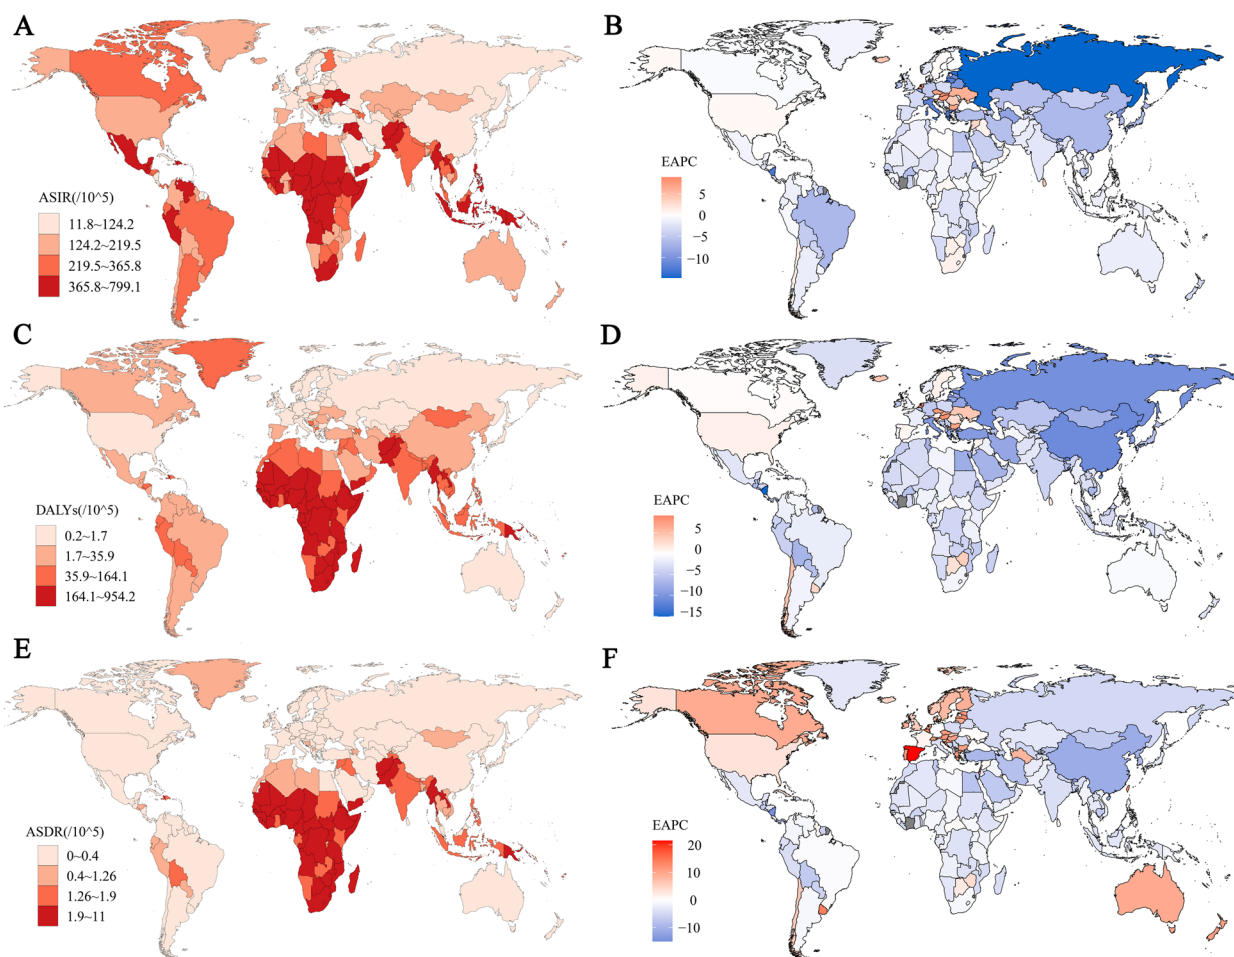 A
ASIR(/10^5)
11.8~124.2
124.2~219.5
219.5~365.8
365.8~799.1
B
EAPC
5
0
−5
−10
C
DALYs(/10^5)
0.2~1.7
1.7~35.9
35.9~164.1
164.1~954.2
D
EAPC
5
0
−5
−10
−15
E
ASDR(/10^5)
0~0.4
0.4~1.26
1.26~1.9
1.9~11
F
EAPC
20
10
0
−10